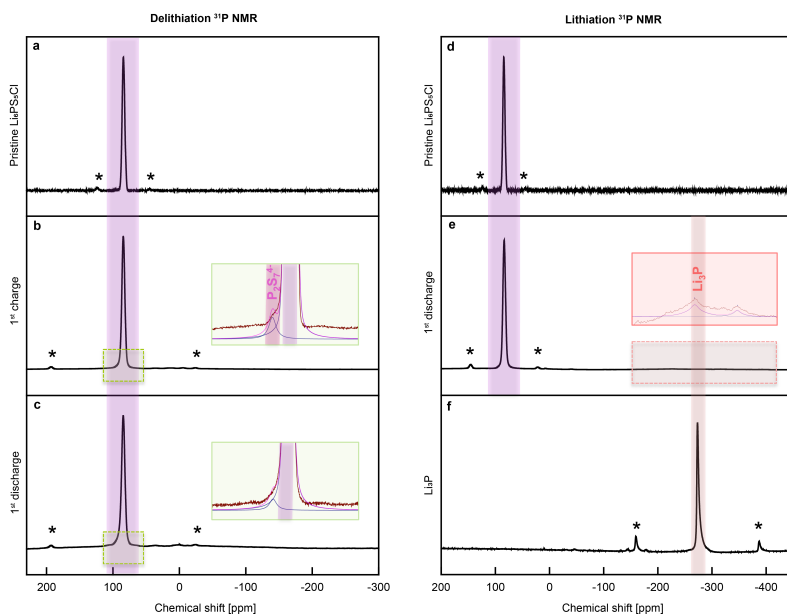 Delithiation ³¹P NMR
Lithiation ³¹P NMR
a
Pristine Li₆PS₅Cl
*
*
b
1st charge
P₂S₇⁴⁻
*
*
c
1st discharge
*
*
200
100
0
-100
-200
-300
Chemical shift [ppm]
d
Pristine Li₆PS₅Cl
*
*
e
1st discharge
Li₃P
*
*
f
Li₃P
*
*
200
100
0
-100
-200
-300
-400
Chemical shift [ppm]